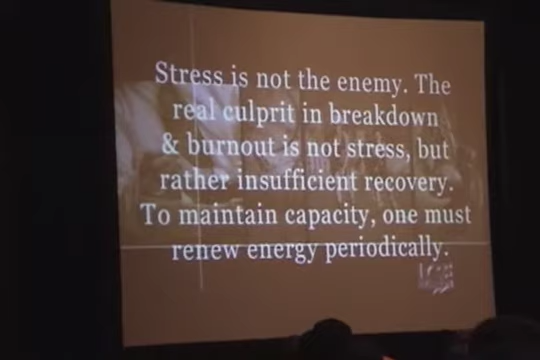 Stress is not the enemy. The
real culprit in breakdown
& burnout is not stress, but
rather insufficient recovery.
To maintain capacity, one must
renew energy periodically.